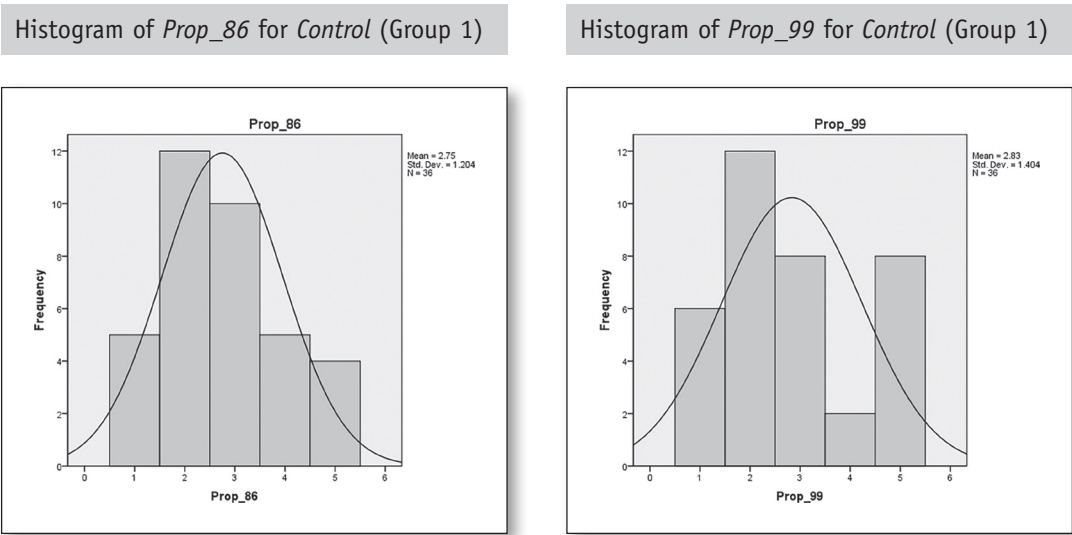 Histogram of Prop_86 for Control (Group 1)
Prop_86
Mean = 2.75
Std. Dev. = 1.204
N = 36
Frequency
12
10
8
6
4
2
0
0 1 2 3 4 5 6
Prop_86
Histogram of Prop_99 for Control (Group 1)
Prop_99
Mean = 2.83
Std. Dev. = 1.404
N = 36
Frequency
12
10
8
6
4
2
0
0 1 2 3 4 5 6
Prop_99